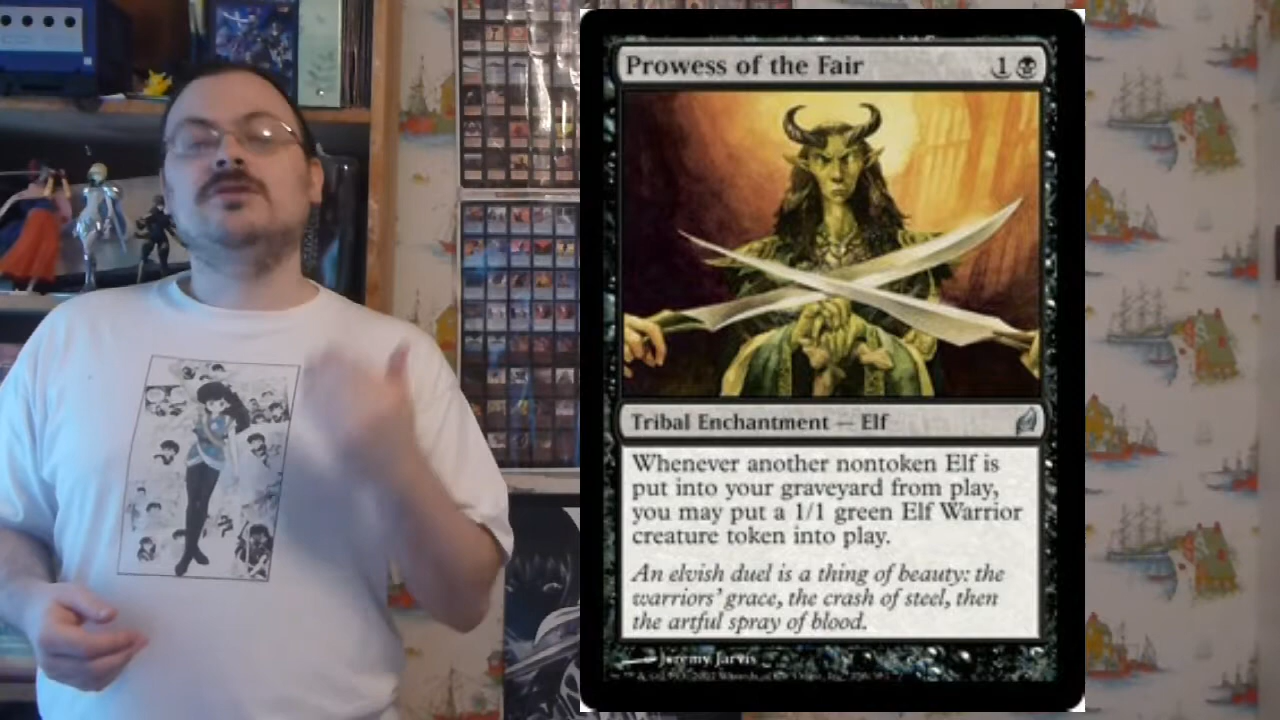 Prowess of the Fair 1
Tribal Enchantment — Elf
Whenever another nontoken Elf is
put into your graveyard from play,
you may put a 1/1 green Elf Warrior
creature token into play.
An elvish duel is a thing of beauty: the
warriors' grace, the crash of steel, then
the artful spray of blood.
Jeremy Jarvis